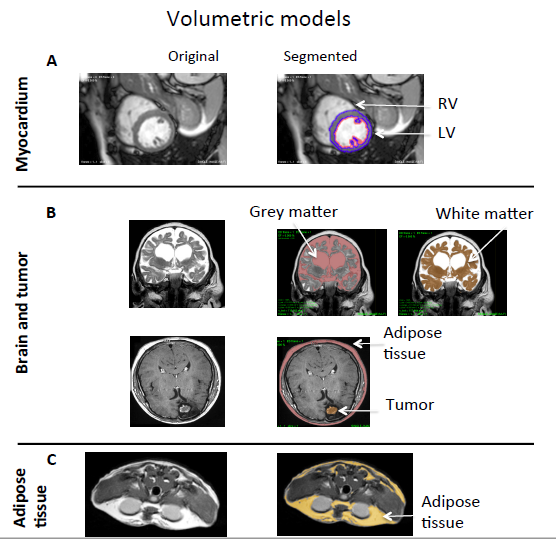 Volumetric models
A
Original
Segmented
Myocardium
RV
LV
B
Grey matter
White matter
Brain and tumor
Adipose
tissue
Tumor
C
Adipose
tissue
Adipose
tissue